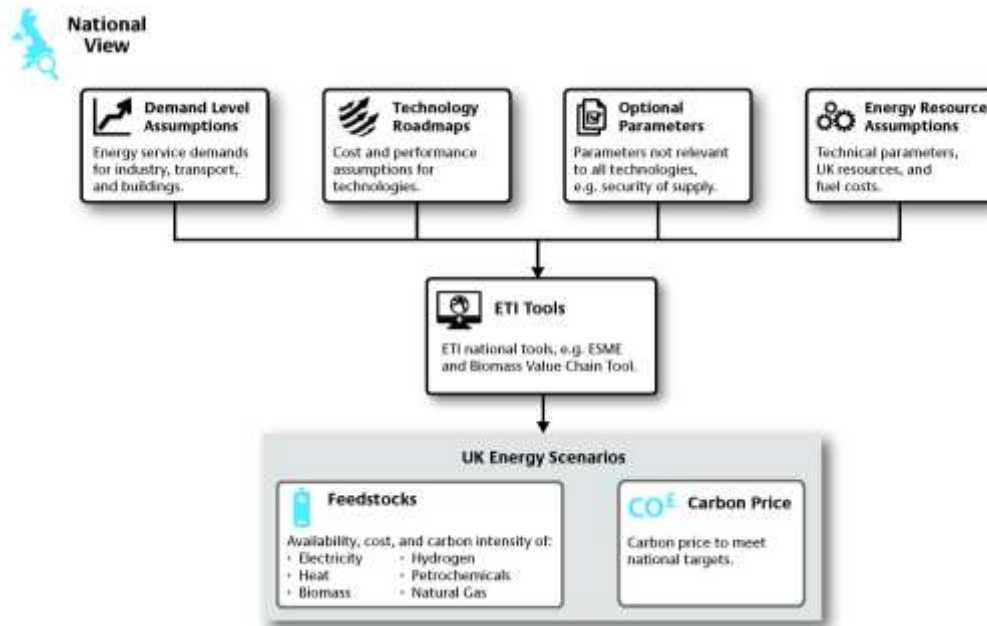 National
View
Demand Level
Assumptions
Energy service demands
for industry, transport,
and buildings.
Technology
Roadmaps
Cost and performance
assumptions for
technologies.
Optional
Parameters
Parameters not relevant
to all technologies,
e.g. security of supply.
Energy Resource
Assumptions
Technical parameters,
UK resources, and
fuel costs.
ETI Tools
ETI national tools, e.g. ESME
and Biomass Value Chain Tool.
UK Energy Scenarios
Feedstocks
Availability, cost, and carbon intensity of:
· Electricity
· Heat
· Biomass
· Hydrogen
· Petrochemicals
· Natural Gas
CO£ Carbon Price
Carbon price to meet
national targets.